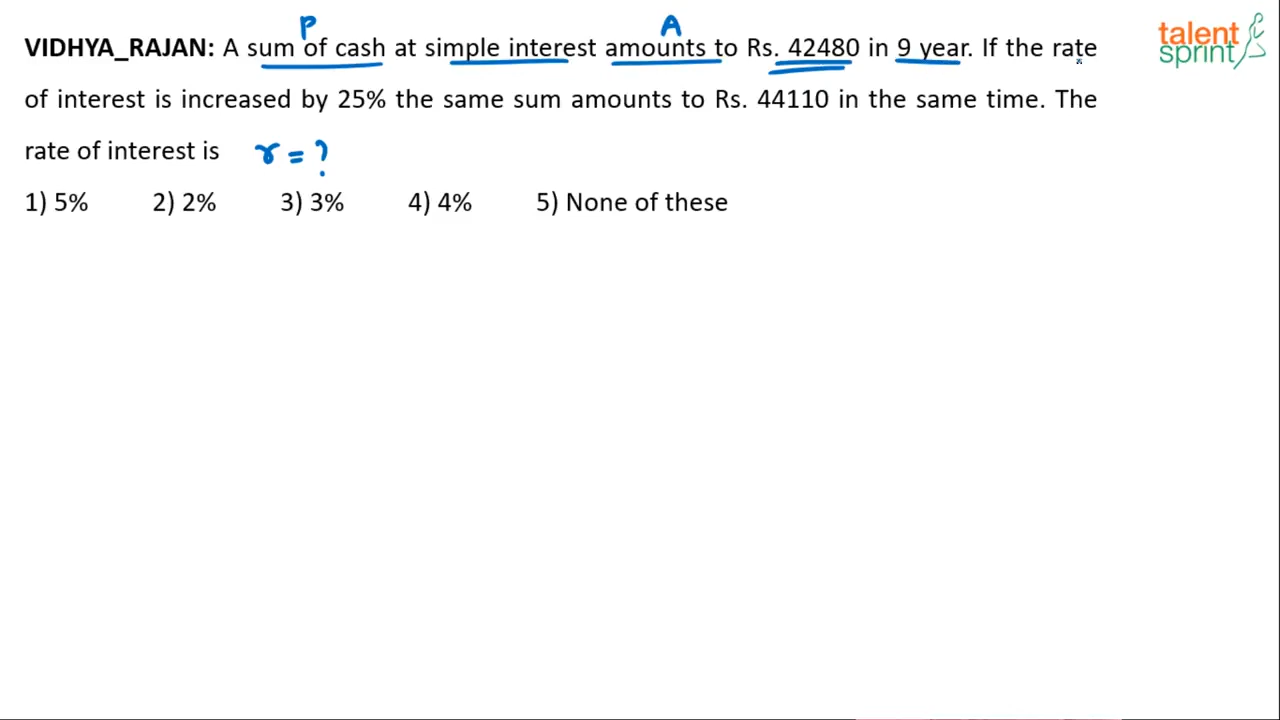 P A
VIDHYA_RAJAN: A sum of cash at simple interest amounts to Rs. 42480 in 9 year. If the rate
of interest is increased by 25% the same sum amounts to Rs. 44110 in the same time. The
rate of interest is r = ?
1) 5% 2) 2% 3) 3% 4) 4% 5) None of these
talent
sprint